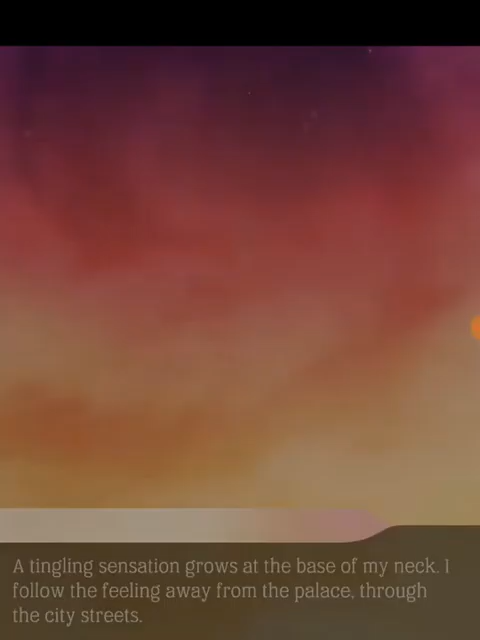 A tingling sensation grows at the base of my neck. I
follow the feeling away from the palace, through
the city streets.